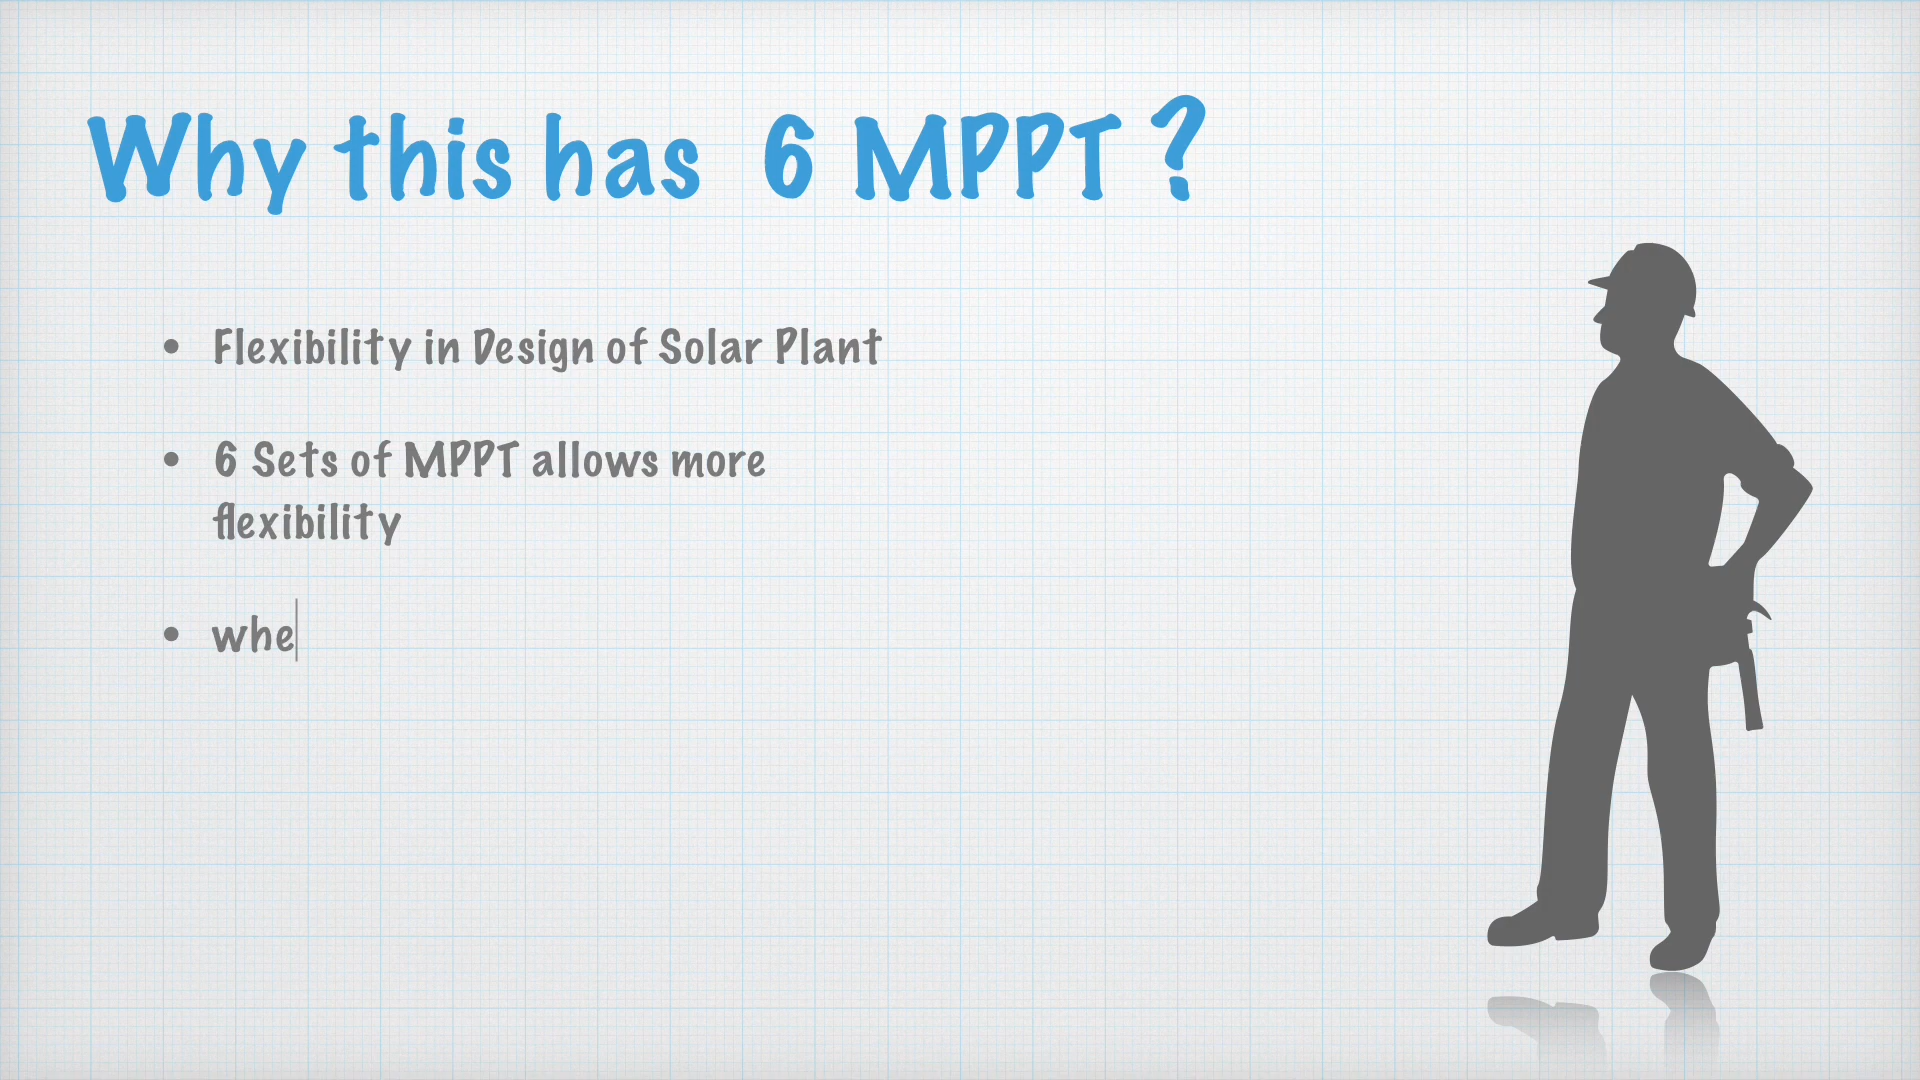 Why this has 6 MPPT ?
• Flexibility in Design of Solar Plant
• 6 Sets of MPPT allows more
flexibility
• whe